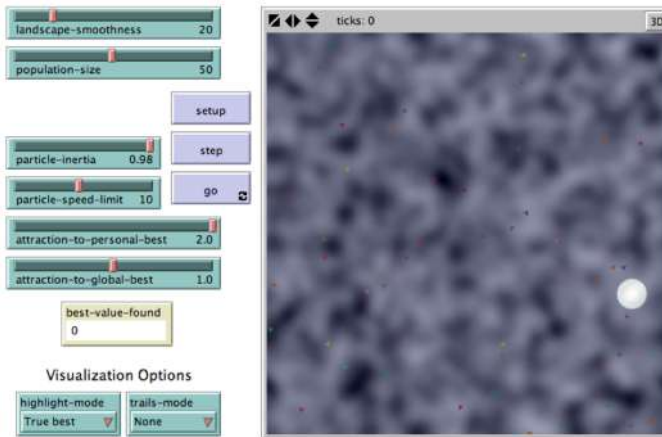 landscape-smoothness 20
population-size 50
setup
particle-inertia 0.98
step
particle-speed-limit 10
go
attraction-to-personal-best 2.0
attraction-to-global-best 1.0
best-value-found
0
Visualization Options
highlight-mode
True best
trails-mode
None
ticks: 0
3D